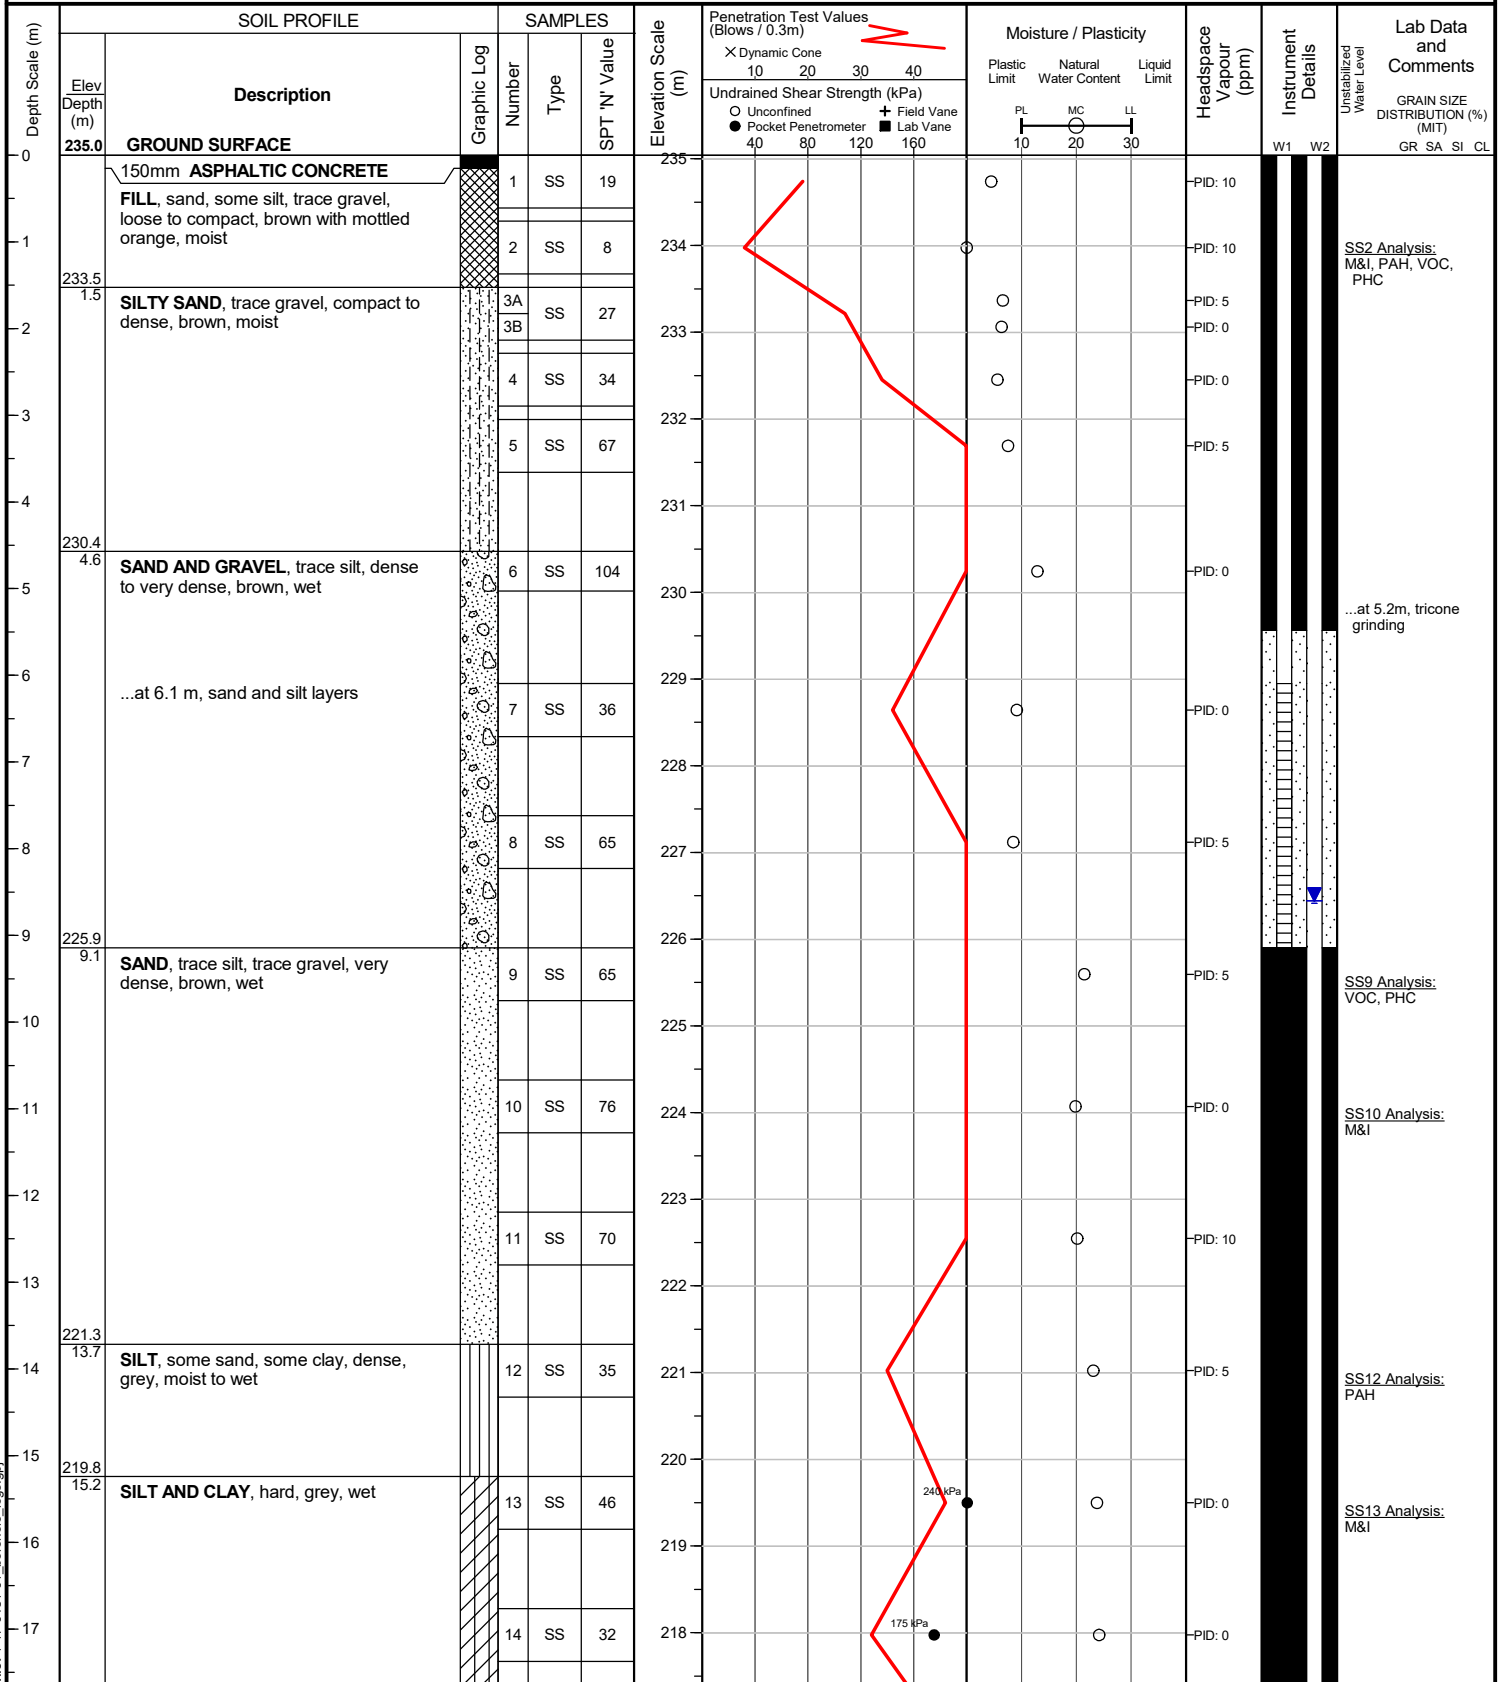 SOIL PROFILE
SAMPLES
Depth Scale (m)
Elev
Depth
(m)
Description
Graphic Log
Number
Type
SPT 'N' Value
Elevation Scale
(m)
Penetration Test Values
(Blows / 0.3m)
× Dynamic Cone
10 20 30 40
Undrained Shear Strength (kPa)
Unconfined
Field Vane
Pocket Penetrometer
Lab Vane
40 80 120 160
Moisture / Plasticity
Plastic Limit
Natural Water Content
Liquid Limit
PL MC LL
10 20 30
Headspace
Vapour
(ppm)
Instrument
Details
W1 W2
Unstabilized
Water Level
Lab Data
and
Comments
GRAIN SIZE
DISTRIBUTION (%)
(MIT)
GR SA SI CL
235.0 GROUND SURFACE
0
235
150mm ASPHALTIC CONCRETE
1 SS 19
PID: 10
FILL, sand, some silt, trace gravel,
loose to compact, brown with mottled
orange, moist
1
2 SS 8
234
PID: 10
SS2 Analysis:
M&I, PAH, VOC,
PHC
233.5
1.5
SILTY SAND, trace gravel, compact to
dense, brown, moist
3A
3B
SS 27
PID: 5
PID: 0
2
233
4 SS 34
PID: 0
3
232
5 SS 67
PID: 5
4
231
230.4
4.6
SAND AND GRAVEL, trace silt, dense
to very dense, brown, wet
6 SS 104
PID: 0
5
230
...at 5.2m, tricone
grinding
6
229
...at 6.1 m, sand and silt layers
7 SS 36
PID: 0
7
228
8
8 SS 65
227
PID: 5
9
226
225.9
9.1
SAND, trace silt, trace gravel, very
dense, brown, wet
9 SS 65
PID: 5
SS9 Analysis:
VOC, PHC
10
225
11
10 SS 76
224
PID: 0
SS10 Analysis:
M&I
12
223
11 SS 70
PID: 10
13
222
221.3
13.7
SILT, some sand, some clay, dense,
grey, moist to wet
14
12 SS 35
221
PID: 5
SS12 Analysis:
PAH
15
220
219.8
15.2
SILT AND CLAY, hard, grey, wet
13 SS 46
240 kPa
PID: 0
SS13 Analysis:
M&I
16
219
17
14 SS 32
218
175 kPa
PID: 0